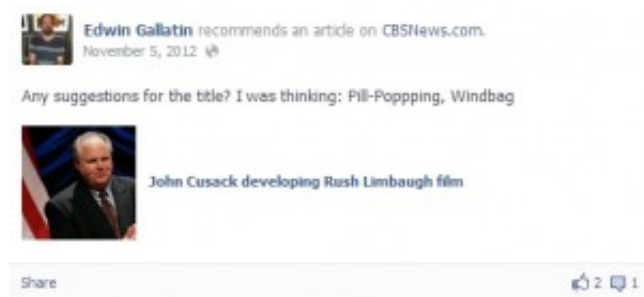 Edwin Gallatin recommends an article on CBSNews.com.
November 5, 2012
Any suggestions for the title? I was thinking: Pill-Poppping, Windbag
John Cusack developing Rush Limbaugh film
Share 2 1